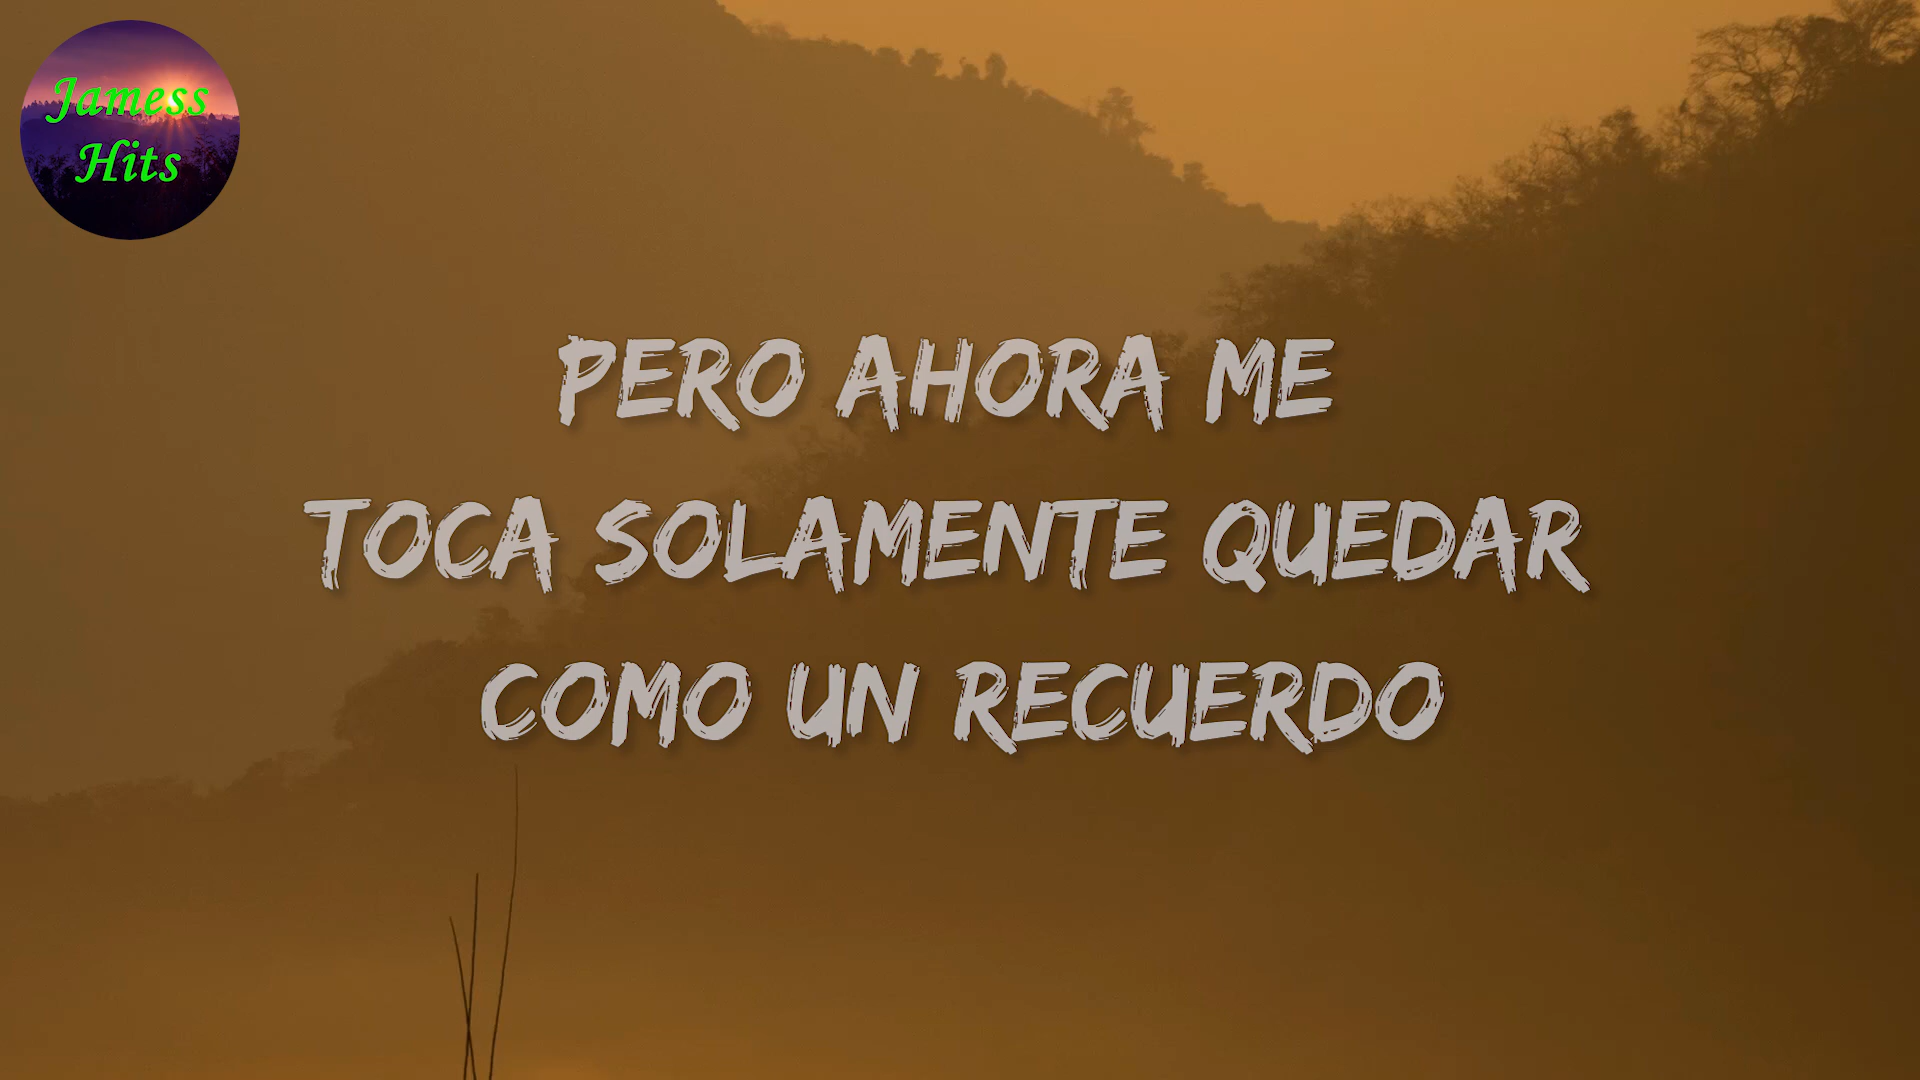 Jamess
Hits
PERO AHORA ME
TOCA SOLAMENTE QUEDAR
COMO UN RECUERDO